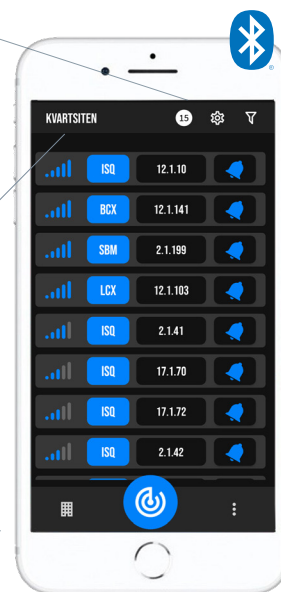 KVARTSITEN 15
ISQ 12.1.10
BCX 12.1.141
SBM 2.1.199
LCX 12.1.103
ISQ 2.1.41
ISQ 17.1.70
ISQ 17.1.72
ISQ 2.1.42